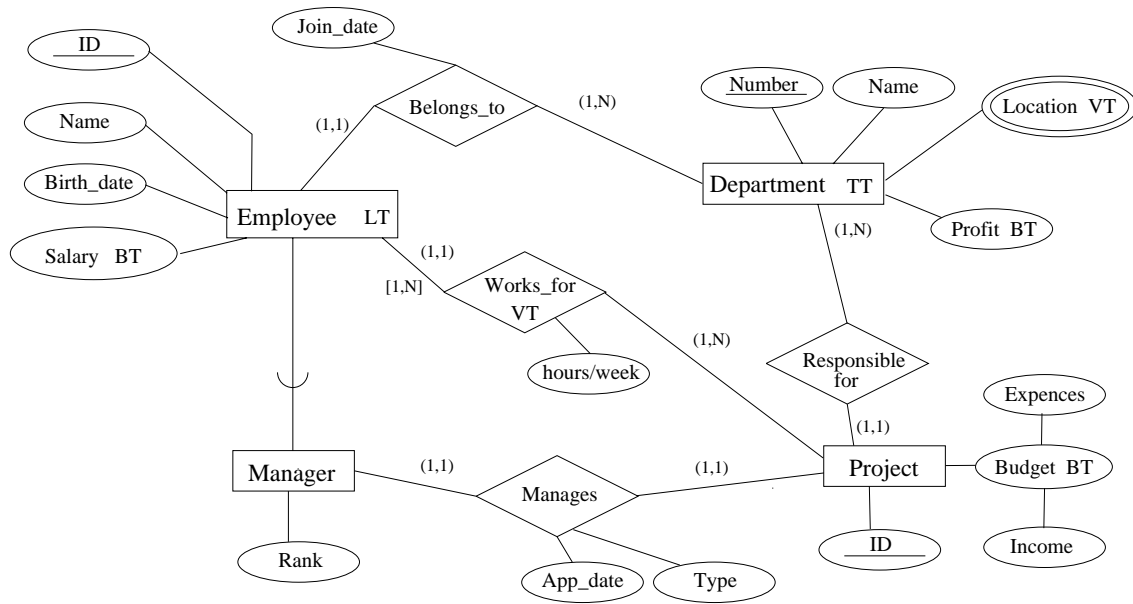 Join_date
ID
Number
Name
Location VT
Belongs_to
(1,N)
Name
(1,1)
Birth_date
Department TT
Employee LT
(1,N)
Profit BT
Salary BT
(1,1)
[1,N]
Works_for
VT
(1,N)
Responsible
for
hours/week
Expences
(1,1)
Manager
(1,1)
(1,1)
Project
Budget BT
Manages
ID
Income
Rank
App_date
Type